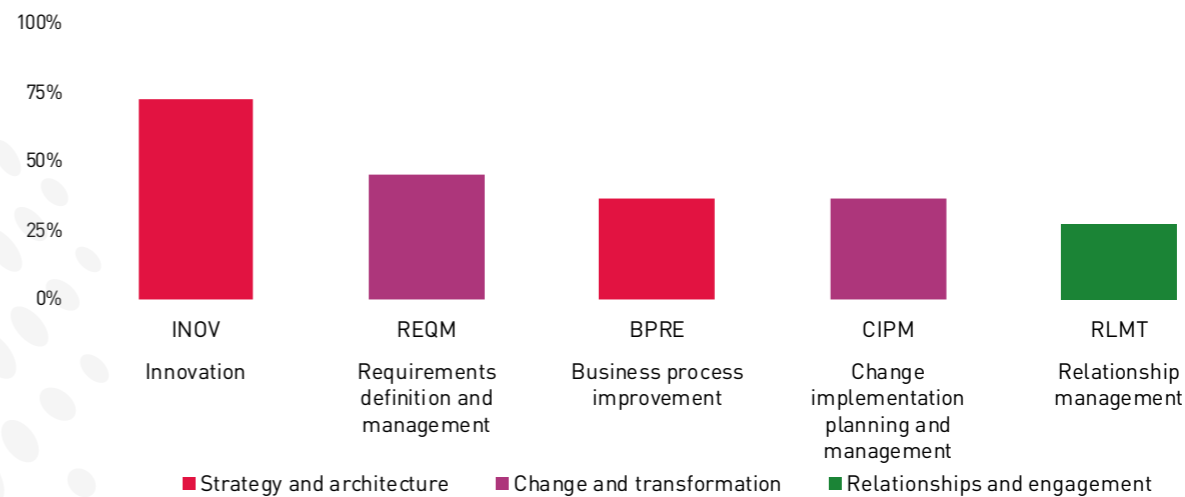 100%
75%
50%
25%
0%
INOV
REQM
BPRE
CIPM
RLMT
Innovation
Requirements
definition and
management
Business process
improvement
Change
implementation
planning and
management
Relationship
management
Strategy and architecture
Change and transformation
Relationships and engagement